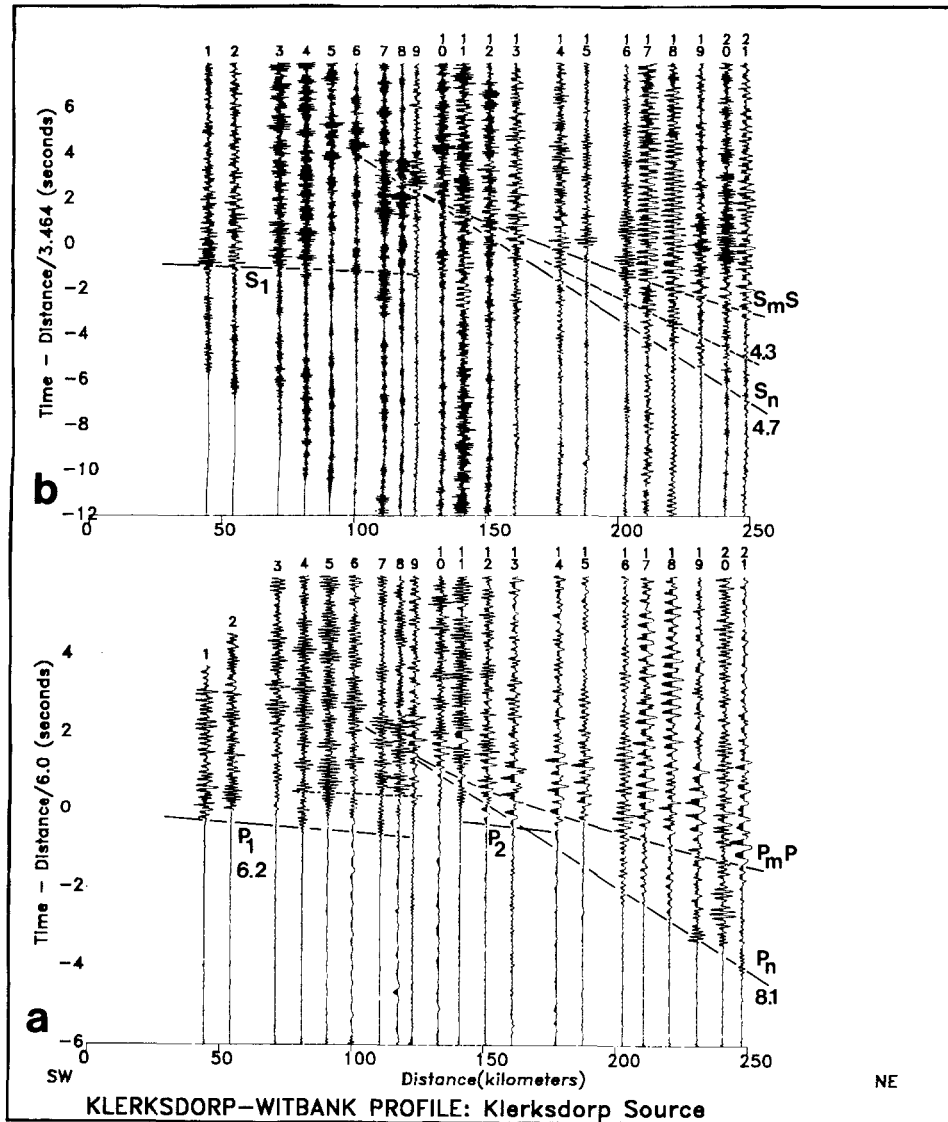 1 2 3 4 5 6 7 8 9 10 11 12 13 14 15 16 17 18 19 20 21
Time - Distance/3.464 (seconds)
6
4
2
0
-2
-4
-6
-8
-10
-12
S1
SmS
4.3
Sn
4.7
b
0 50 100 150 200 250
1 2 3 4 5 6 7 8 9 10 11 12 13 14 15 16 17 18 19 20 21
Time - Distance/6.0 (seconds)
4
2
0
-2
-4
-6
P1
6.2
P2
PmP
Pn
8.1
a
0 50 100 150 200 250
SW Distance(kilometers) NE
KLERKSDORP-WITBANK PROFILE: Klerksdorp Source